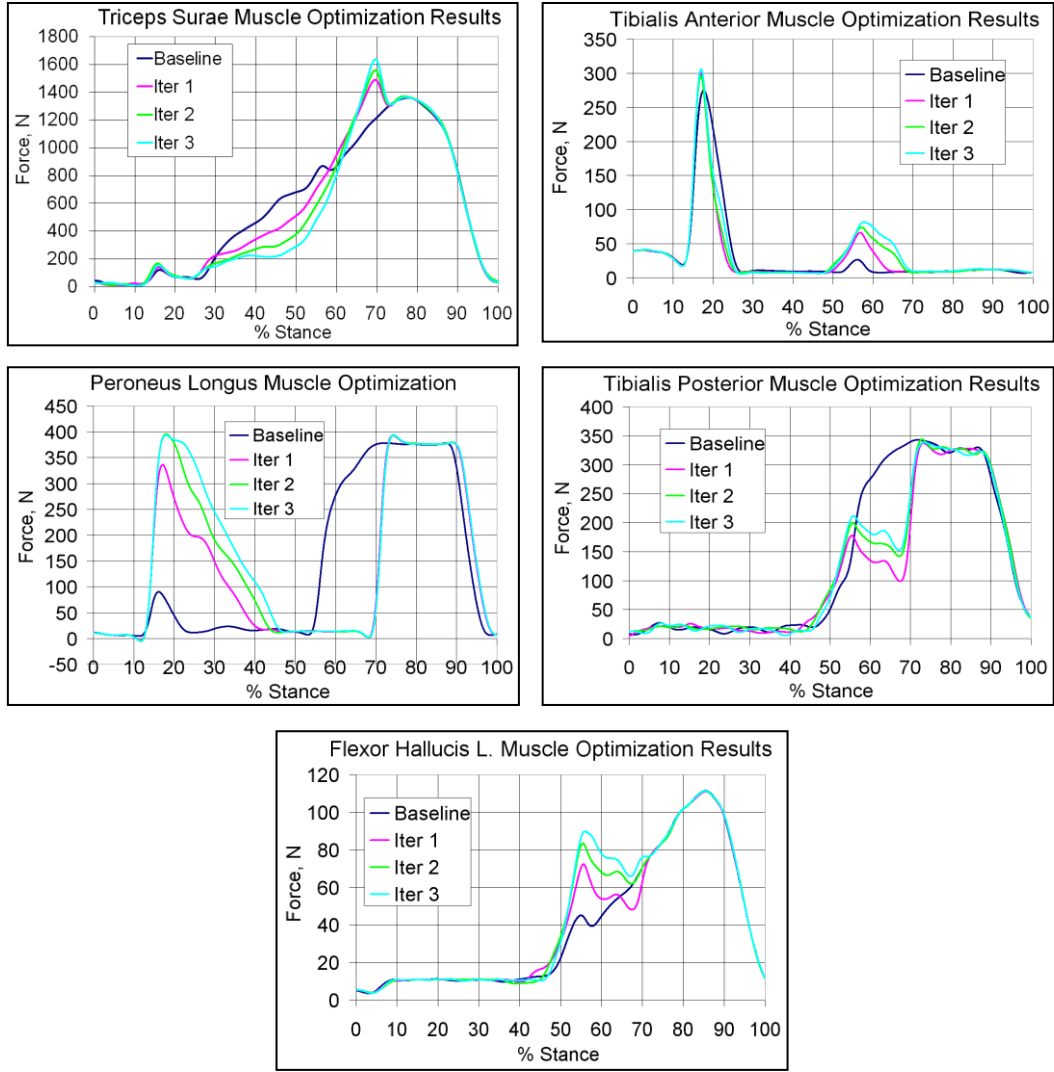 Triceps Surae Muscle Optimization Results
1800
1600
1400
1200
1000
800
600
400
200
0
Force, N
Baseline
Iter 1
Iter 2
Iter 3
0 10 20 30 40 50 60 70 80 90 100
% Stance
Tibialis Anterior Muscle Optimization Results
350
300
250
200
150
100
50
0
Force, N
Baseline
Iter 1
Iter 2
Iter 3
0 10 20 30 40 50 60 70 80 90 100
% Stance
Peroneus Longus Muscle Optimization
450
400
350
300
250
200
150
100
50
0
-50
Force, N
Baseline
Iter 1
Iter 2
Iter 3
0 10 20 30 40 50 60 70 80 90 100
% Stance
Tibialis Posterior Muscle Optimization Results
400
350
300
250
200
150
100
50
0
Force, N
Baseline
Iter 1
Iter 2
Iter 3
0 10 20 30 40 50 60 70 80 90 100
% Stance
Flexor Hallucis L. Muscle Optimization Results
120
100
80
60
40
20
0
Force, N
Baseline
Iter 1
Iter 2
Iter 3
0 10 20 30 40 50 60 70 80 90 100
% Stance